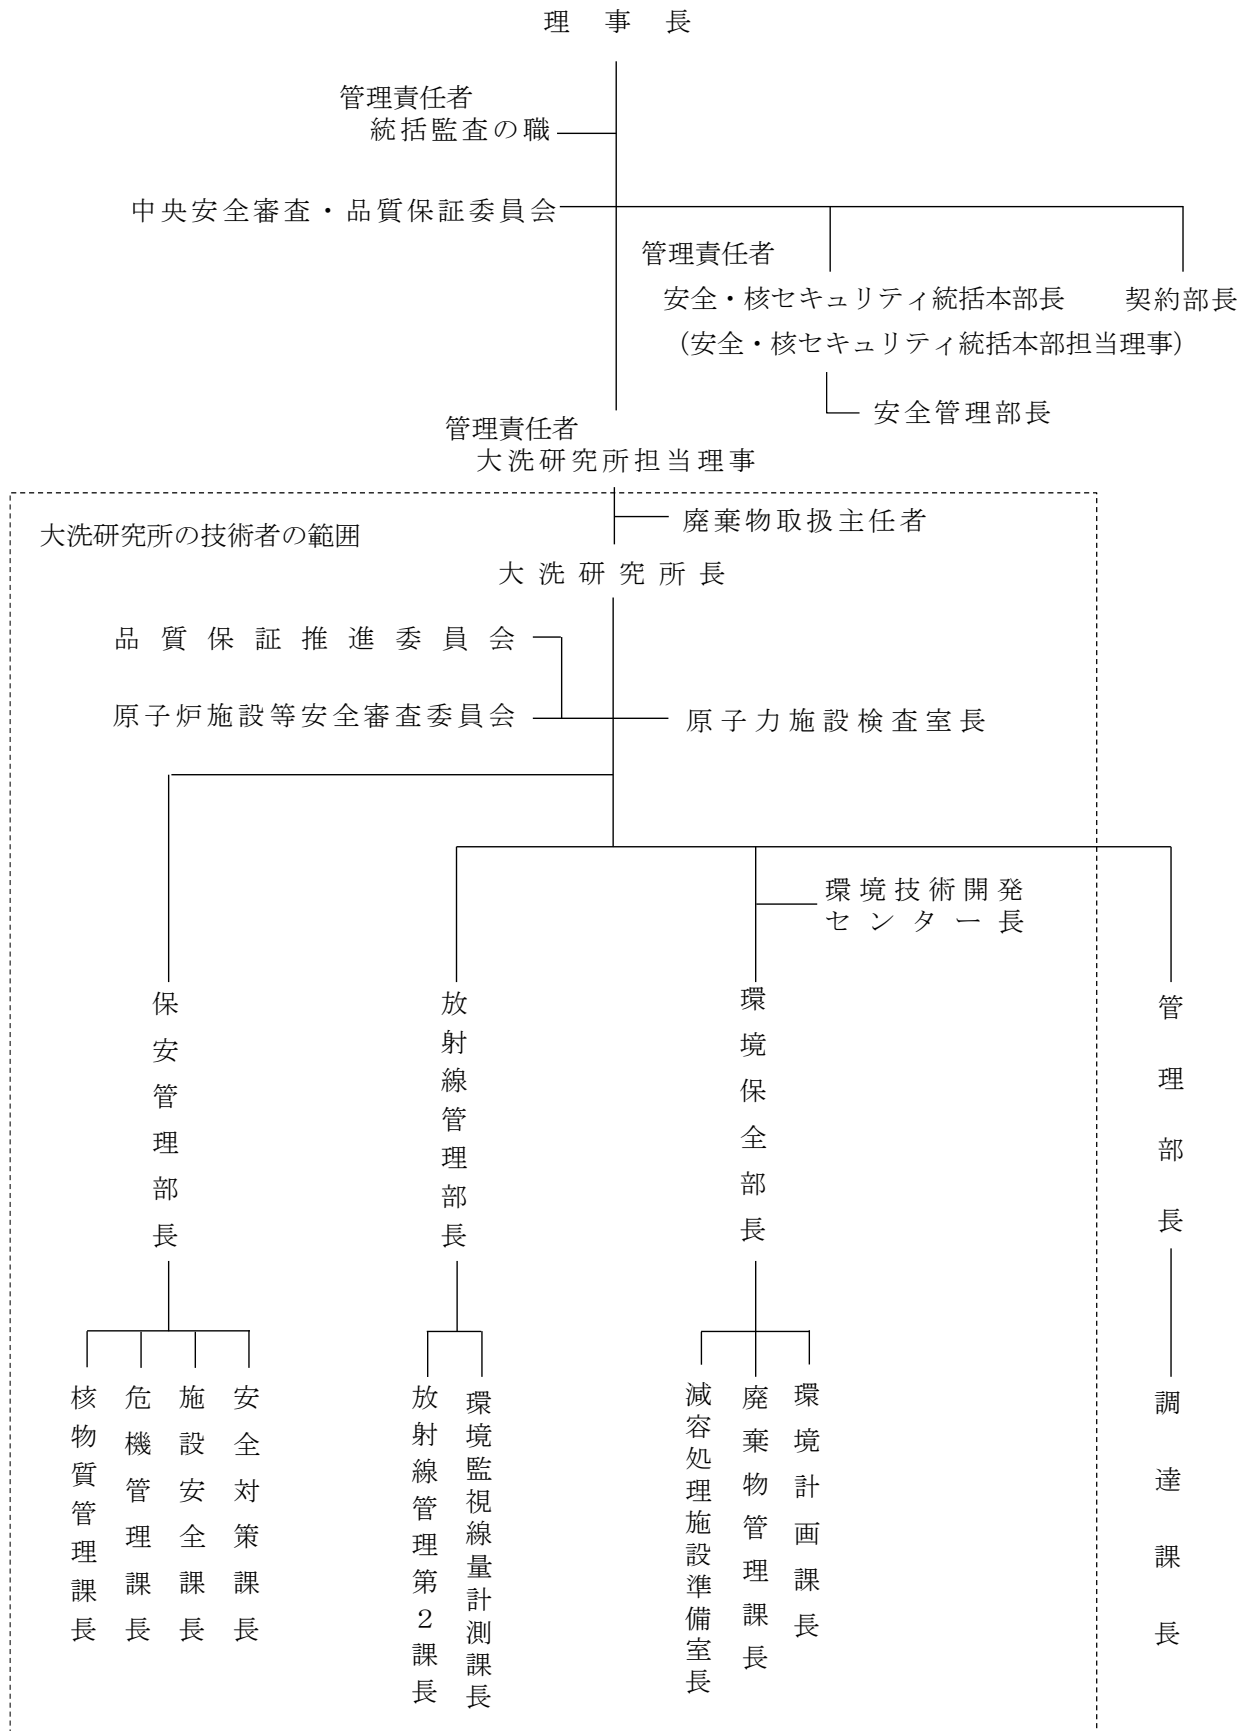 理事長
管理責任者
統括監査の職
中央安全審査・品質保証委員会
管理責任者
安全・核セキュリティ統括本部長
契約部長
（安全・核セキュリティ統括本部担当理事）
安全管理部長
管理責任者
大洗研究所担当理事
大洗研究所の技術者の範囲
廃棄物取扱主任者
大洗研究所長
品質保証推進委員会
原子炉施設等安全審査委員会
原子力施設検査室長
環境技術開発
センター長
保安管理部長
放射線管理部長
環境保全部長
管理部長
核物質管理課長
危機管理課長
施設安全課長
安全対策課長
放射線管理第２課長
環境監視線量計測課長
減容処理施設準備室長
廃棄物管理課長
環境計画課長
調達課長